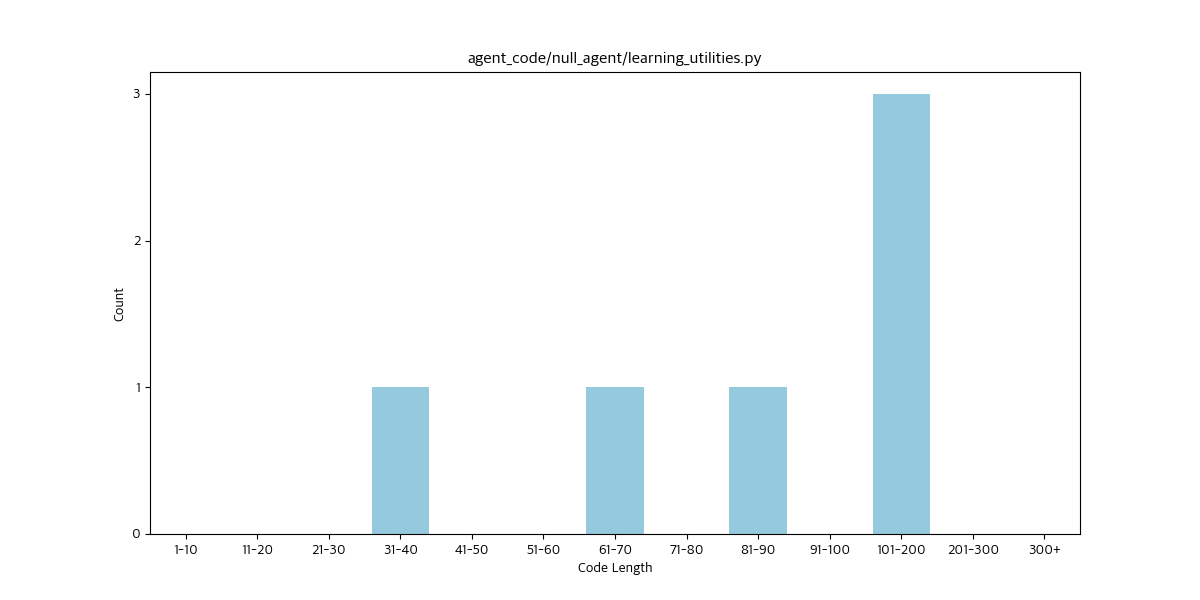 agent_code/null_agent/learning_utilities.py
3
2
1
0
Count
1-10 11-20 21-30 31-40 41-50 51-60 61-70 71-80 81-90 91-100 101-200 201-300 300+
Code Length